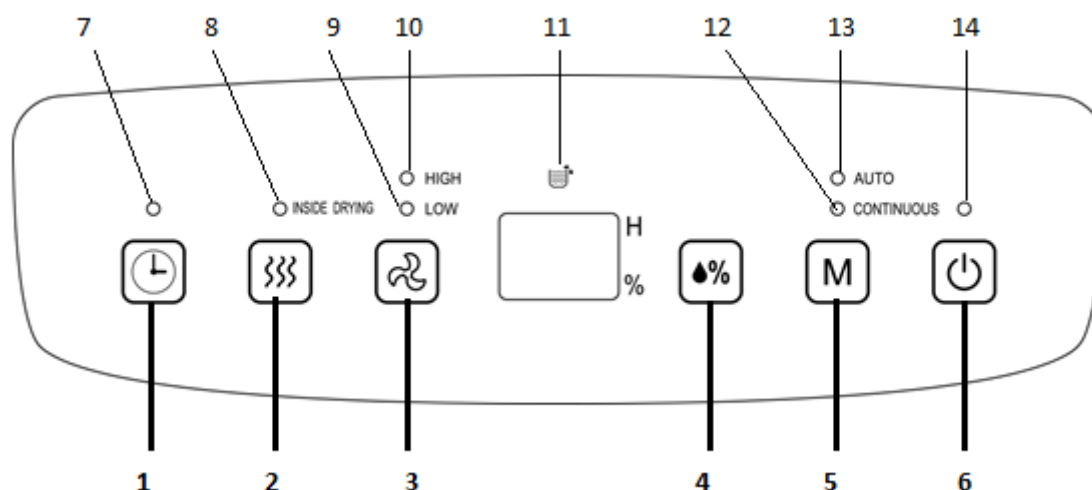 7 8 9 10 11 12 13 14
HIGH AUTO
INSIDE DRYING LOW CONTINUOUS
H
% M
%
1 2 3 4 5 6